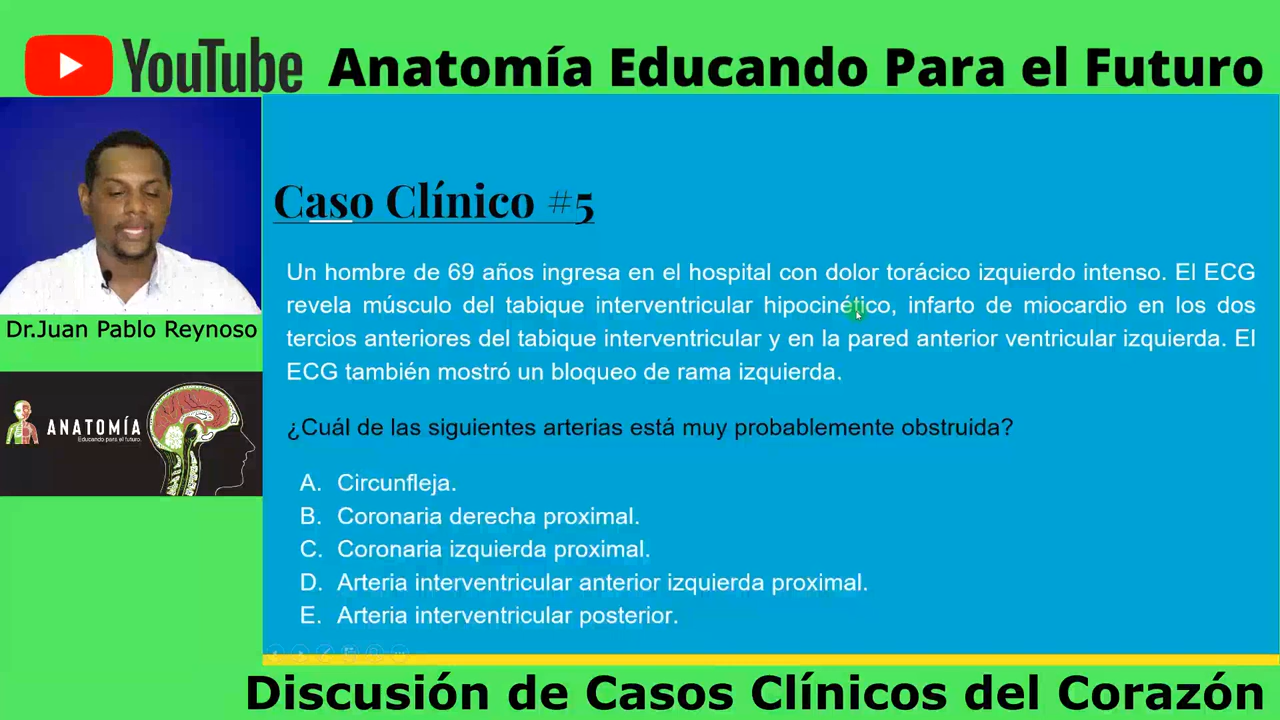 YouTube Anatomía Educando Para el Futuro
Caso Clínico #5
Un hombre de 69 años ingresa en el hospital con dolor torácico izquierdo intenso. El ECG
revela músculo del tabique interventricular hipocinético, infarto de miocardio en los dos
tercios anteriores del tabique interventricular y en la pared anterior ventricular izquierda. El
ECG también mostró un bloqueo de rama izquierda.
¿Cuál de las siguientes arterias está muy probablemente obstruida?
A. Circunfleja.
B. Coronaria derecha proximal.
C. Coronaria izquierda proximal.
D. Arteria interventricular anterior izquierda proximal.
E. Arteria interventricular posterior.
Dr.Juan Pablo Reynoso
ANATOMÍA
Educando para el futuro.
Discusión de Casos Clínicos del Corazón